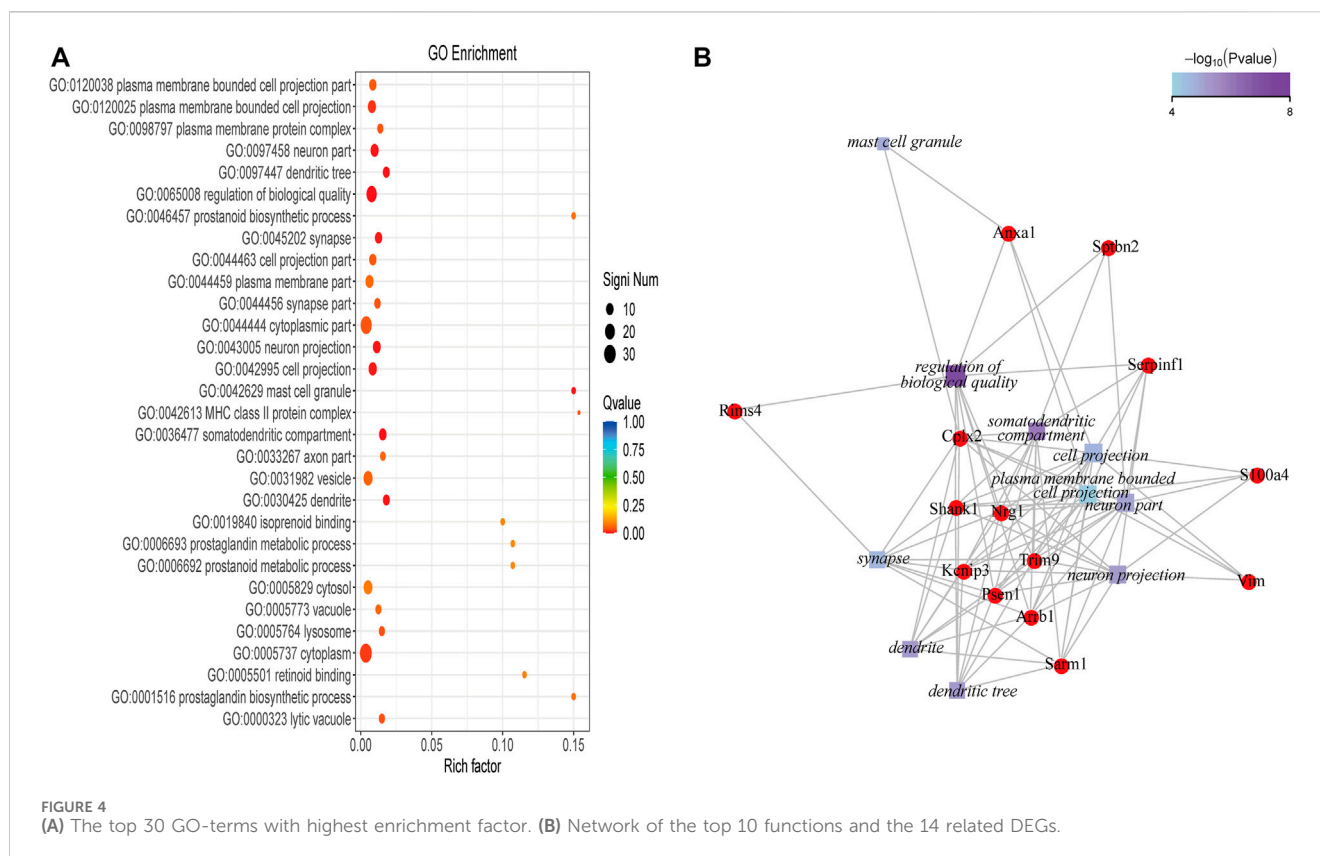 A
GO Enrichment
GO:0120038 plasma membrane bounded cell projection part
GO:0120025 plasma membrane bounded cell projection
GO:0098797 plasma membrane protein complex
GO:0097458 neuron part
GO:0097447 dendritic tree
GO:0065008 regulation of biological quality
GO:0046457 prostanoid biosynthetic process
GO:0045202 synapse
GO:0044463 cell projection part
GO:0044459 plasma membrane part
GO:0044456 synapse part
GO:0044444 cytoplasmic part
GO:0043005 neuron projection
GO:0042995 cell projection
GO:0042629 mast cell granule
GO:0042613 MHC class II protein complex
GO:0036477 somatodendritic compartment
GO:0033267 axon part
GO:0031982 vesicle
GO:0030425 dendrite
GO:0019840 isoprenoid binding
GO:0006693 prostaglandin metabolic process
GO:0006692 prostanoid metabolic process
GO:0005829 cytosol
GO:0005773 vacuole
GO:0005764 lysosome
GO:0005737 cytoplasm
GO:0005501 retinoid binding
GO:0001516 prostaglandin biosynthetic process
GO:0000323 lytic vacuole
0.00 0.05 0.10 0.15
Rich factor
Signi Num
10
20
30
Qvalue
1.00
0.75
0.50
0.25
0.00
B
−log10(Pvalue)
4 8
mast cell granule
Anxa1
Sptbn2
regulation of
biological quality
Serpinf1
Rims4
somatodendritic
compartment
Cplx2
cell projection
S100a4
plasma membrane bounded
cell projection
neuron part
Shank1
Nrg1
synapse
Trim9
Kcnip3
neuron projection
Vim
Psen1
Arrb1
dendrite
Sarm1
dendritic tree
FIGURE 4
(A) The top 30 GO-terms with highest enrichment factor. (B) Network of the top 10 functions and the 14 related DEGs.